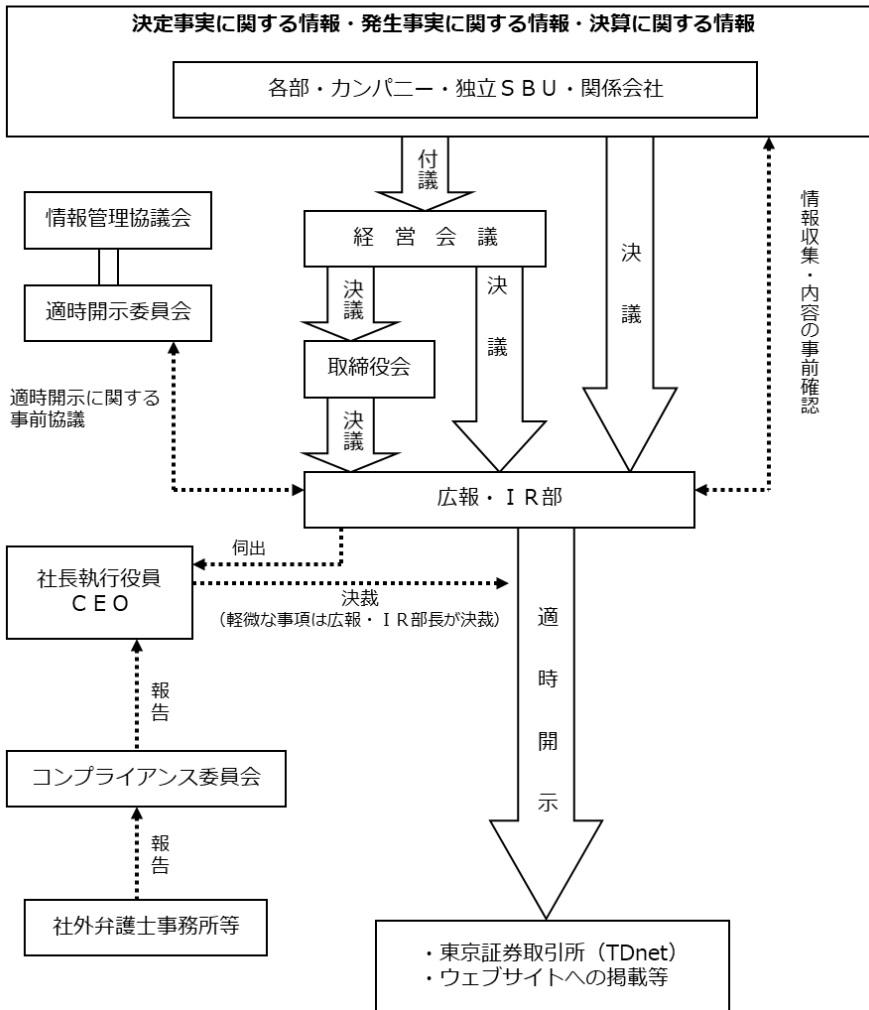 決定事実に関する情報・発生事実に関する情報・決算に関する情報
各部・カンパニー・独立ＳＢＵ・関係会社
付議
情報管理協議会
経営会議
決議
情報収集・内容の事前確認
適時開示委員会
決議
決議
取締役会
適時開示に関する
事前協議
決議
広報・ＩＲ部
伺出
社長執行役員
ＣＥＯ
決裁
（軽微な事項は広報・ＩＲ部長が決裁）
適時開示
報告
コンプライアンス委員会
報告
社外弁護士事務所等
・東京証券取引所（TDnet）
・ウェブサイトへの掲載等